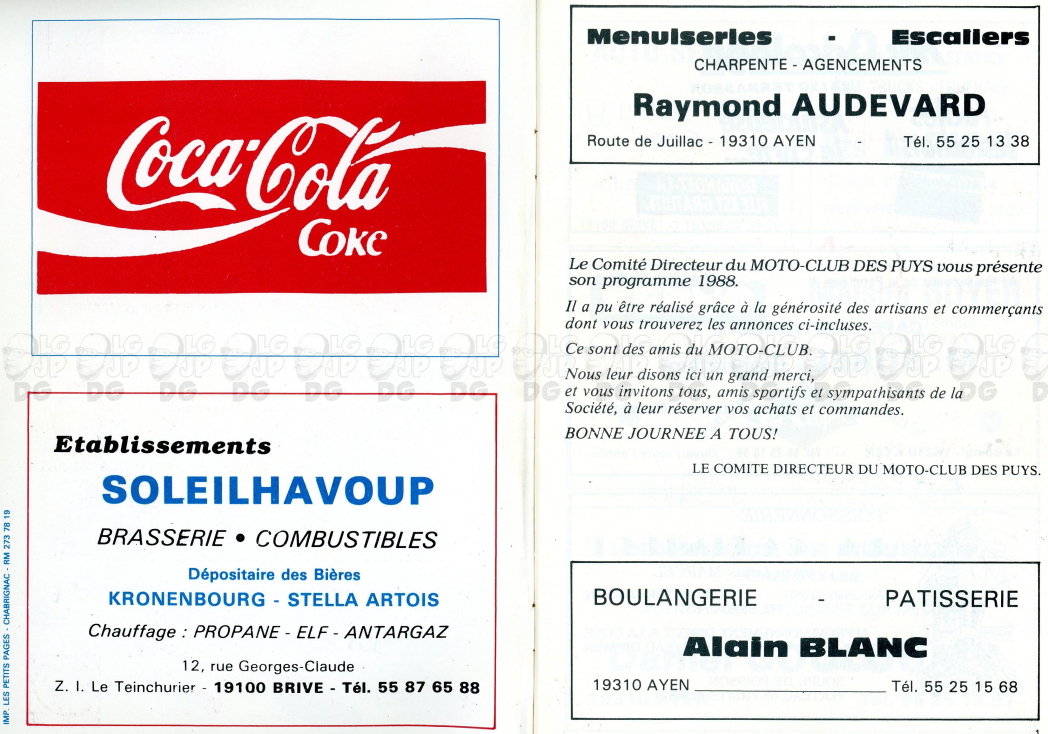 Coca-Cola
Coke
Etablissements
SOLEILHAVOUP
BRASSERIE • COMBUSTIBLES
Dépositaire des Bières
KRONENBOURG - STELLA ARTOIS
Chauffage : PROPANE - ELF - ANTARGAZ
12, rue Georges-Claude
Z. I. Le Teinchurier - 19100 BRIVE - Tél. 55 87 65 88
IMP. LES PETITS PAGES - CHABRIGNAC - RM 273 78 19
Menuiseries - Escaliers
CHARPENTE - AGENCEMENTS
Raymond AUDEVARD
Route de Juillac - 19310 AYEN - Tél. 55 25 13 38
Le Comité Directeur du MOTO-CLUB DES PUYS vous présente
son programme 1988.
Il a pu être réalisé grâce à la générosité des artisans et commerçants
dont vous trouverez les annonces ci-incluses.
Ce sont des amis du MOTO-CLUB.
Nous leur disons ici un grand merci,
et vous invitons tous, amis sportifs et sympathisants de la
Société, à leur réserver vos achats et commandes.
BONNE JOURNEE A TOUS!
LE COMITE DIRECTEUR DU MOTO-CLUB DES PUYS.
BOULANGERIE - PATISSERIE
Alain BLANC
19310 AYEN Tél. 55 25 15 68
LG JP DG